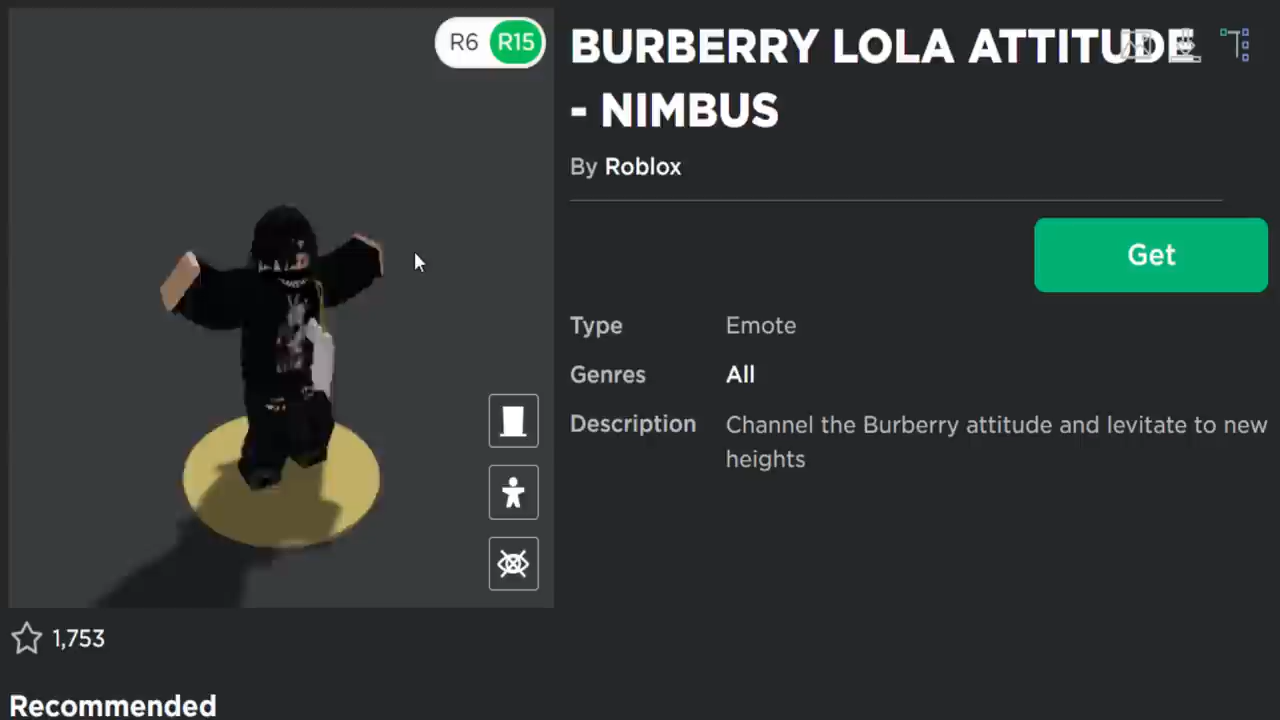 R6 R15
BURBERRY LOLA ATTITUDE
- NIMBUS
By Roblox
Get
Type Emote
Genres All
Description Channel the Burberry attitude and levitate to new
heights
1,753
Recommended